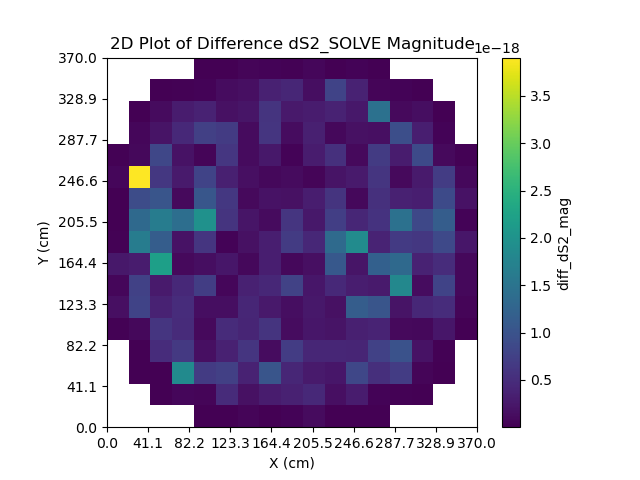 2D Plot of Difference dS2_SOLVE Magnitude
1e−18
370.0
328.9
287.7
246.6
205.5
164.4
123.3
82.2
41.1
0.0
Y (cm)
0.0 41.1 82.2 123.3 164.4 205.5 246.6 287.7 328.9 370.0
X (cm)
3.5
3.0
2.5
2.0
1.5
1.0
0.5
diff_dS2_mag